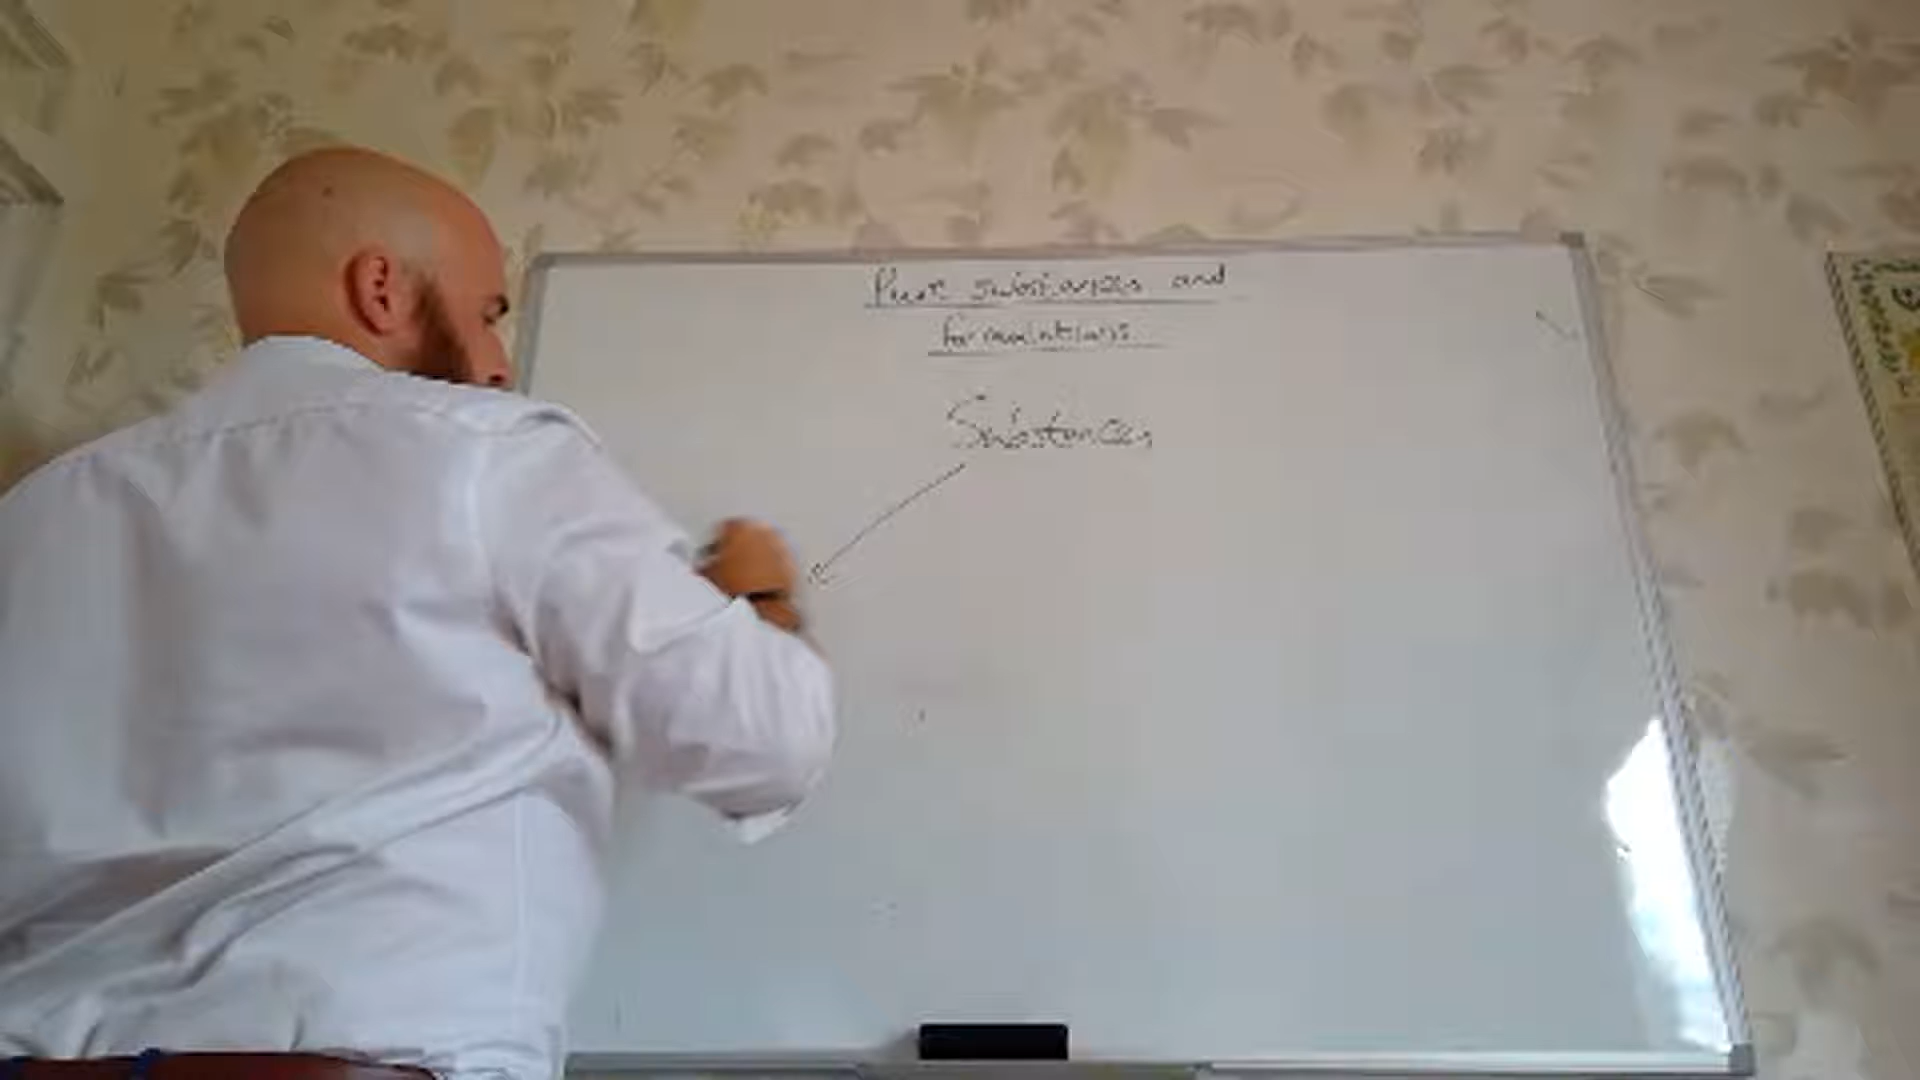 Pure substances and
formulations
Substances